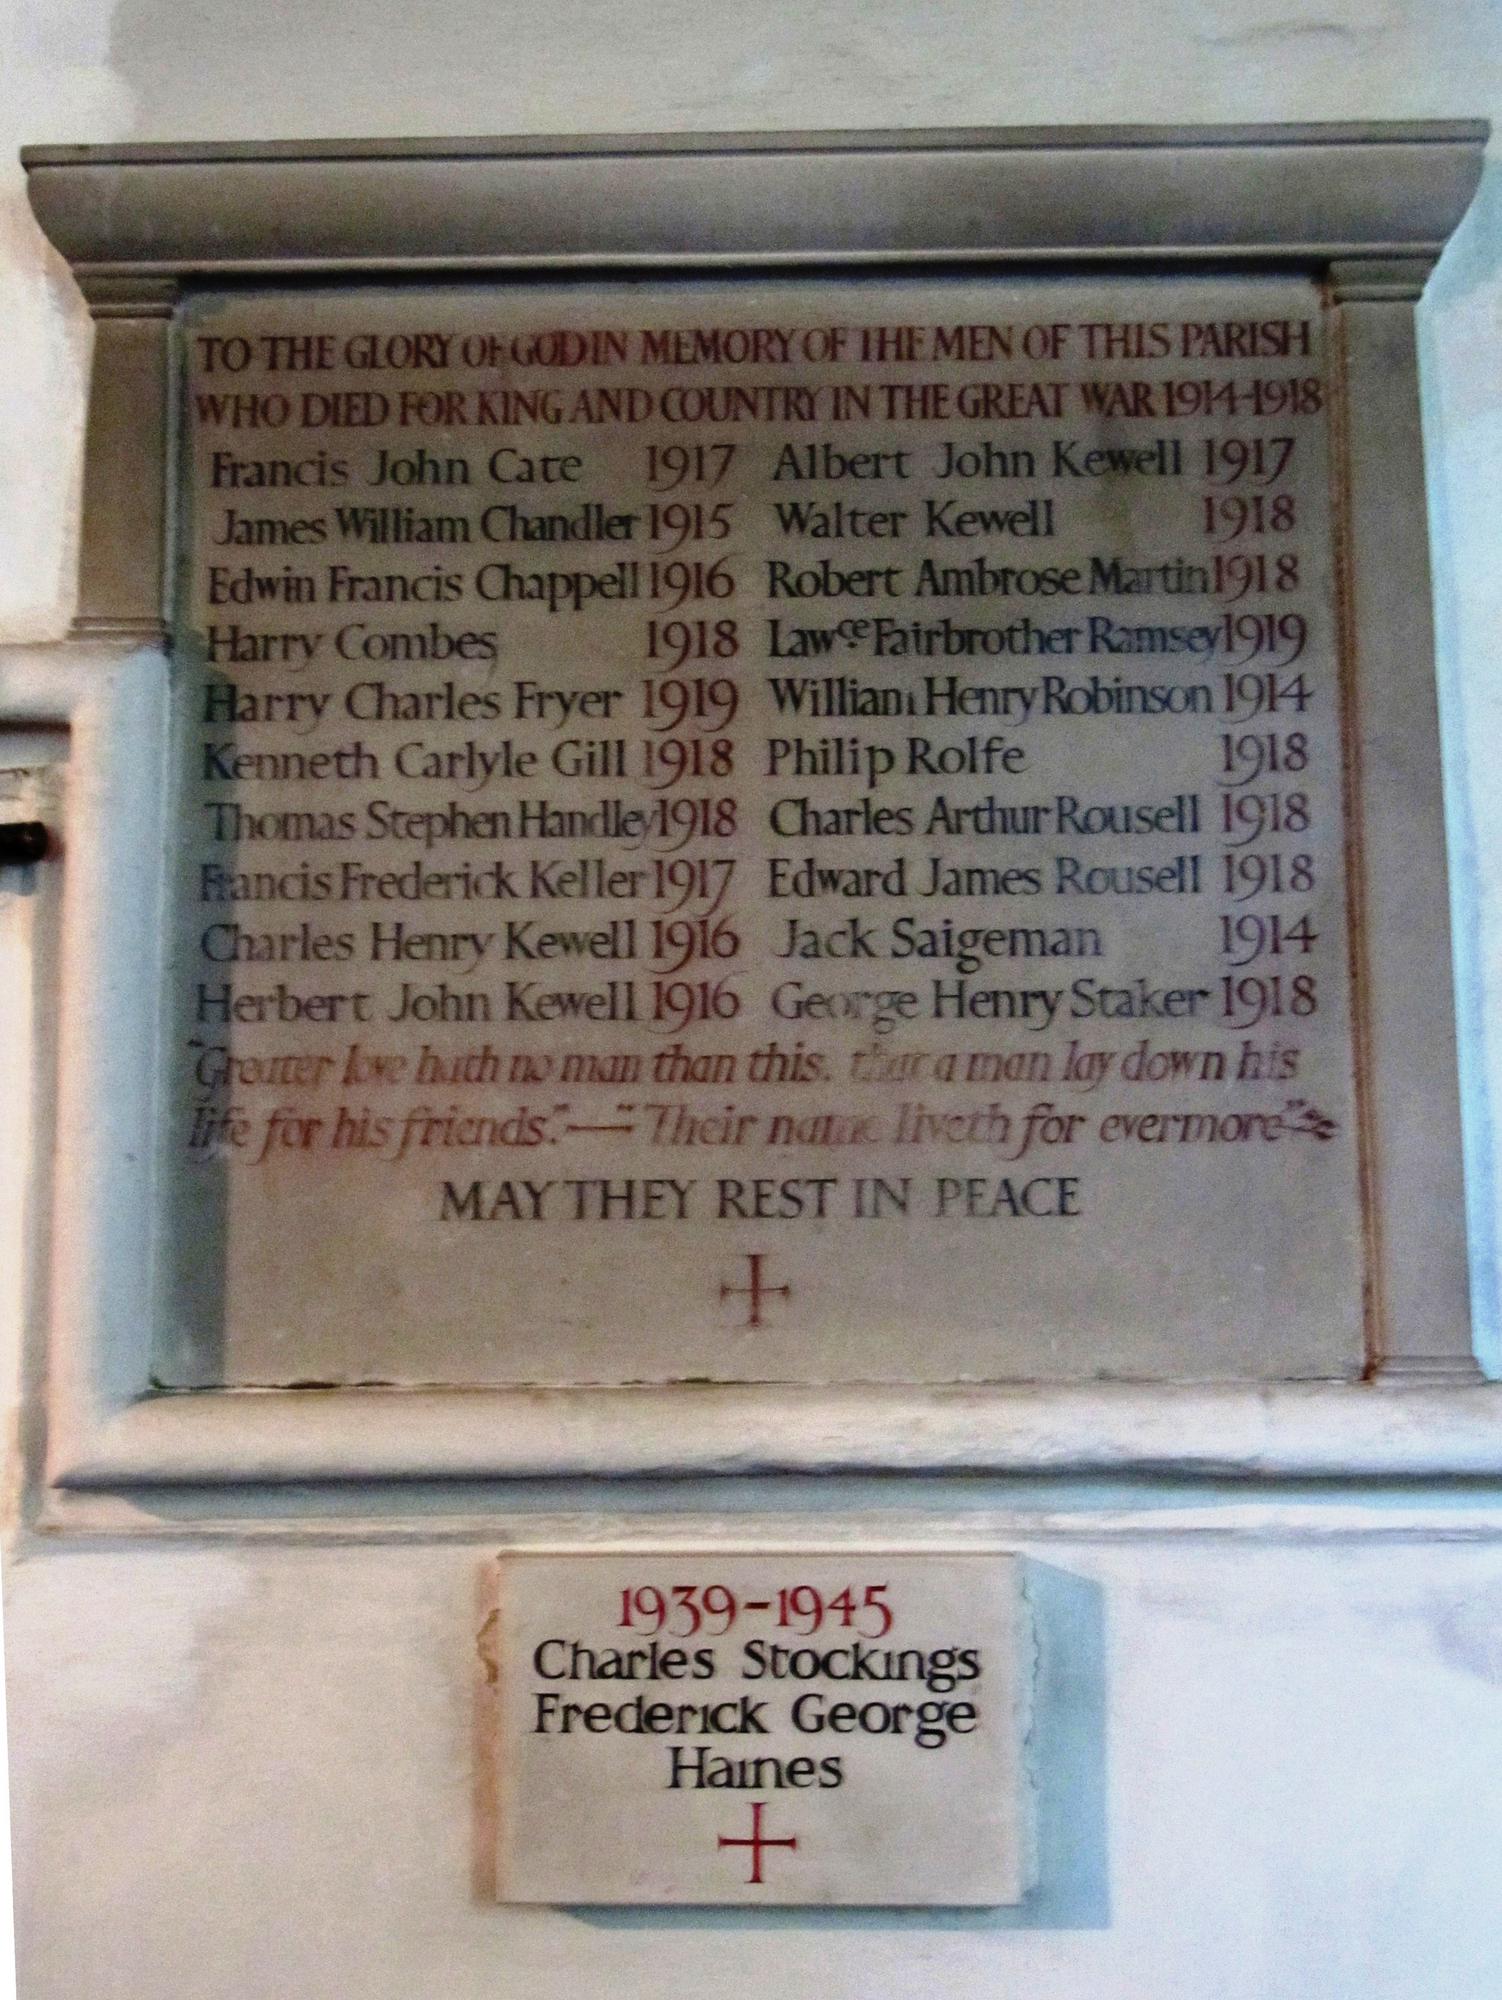 TO THE GLORY OF GOD IN MEMORY OF THE MEN OF THIS PARISH
WHO DIED FOR KING AND COUNTRY IN THE GREAT WAR 1914-1918
Francis John Cate 1917 Albert John Kewell 1917
James William Chandler 1915 Walter Kewell 1918
Edwin Francis Chappell 1916 Robert Ambrose Martin 1918
Harry Combes 1918 Lawce Fairbrother Ramsey 1919
Harry Charles Fryer 1919 William Henry Robinson 1914
Kenneth Carlyle Gill 1918 Philip Rolfe 1918
Thomas Stephen Handley 1918 Charles Arthur Rousell 1918
Francis Frederick Keller 1917 Edward James Rousell 1918
Charles Henry Kewell 1916 Jack Saigeman 1914
Herbert John Kewell 1916 George Henry Staker 1918
"Greater love hath no man than this, that a man lay down his
life for his friends."—"Their name liveth for evermore"
MAY THEY REST IN PEACE
1939-1945
Charles Stockings
Frederick George
Haines